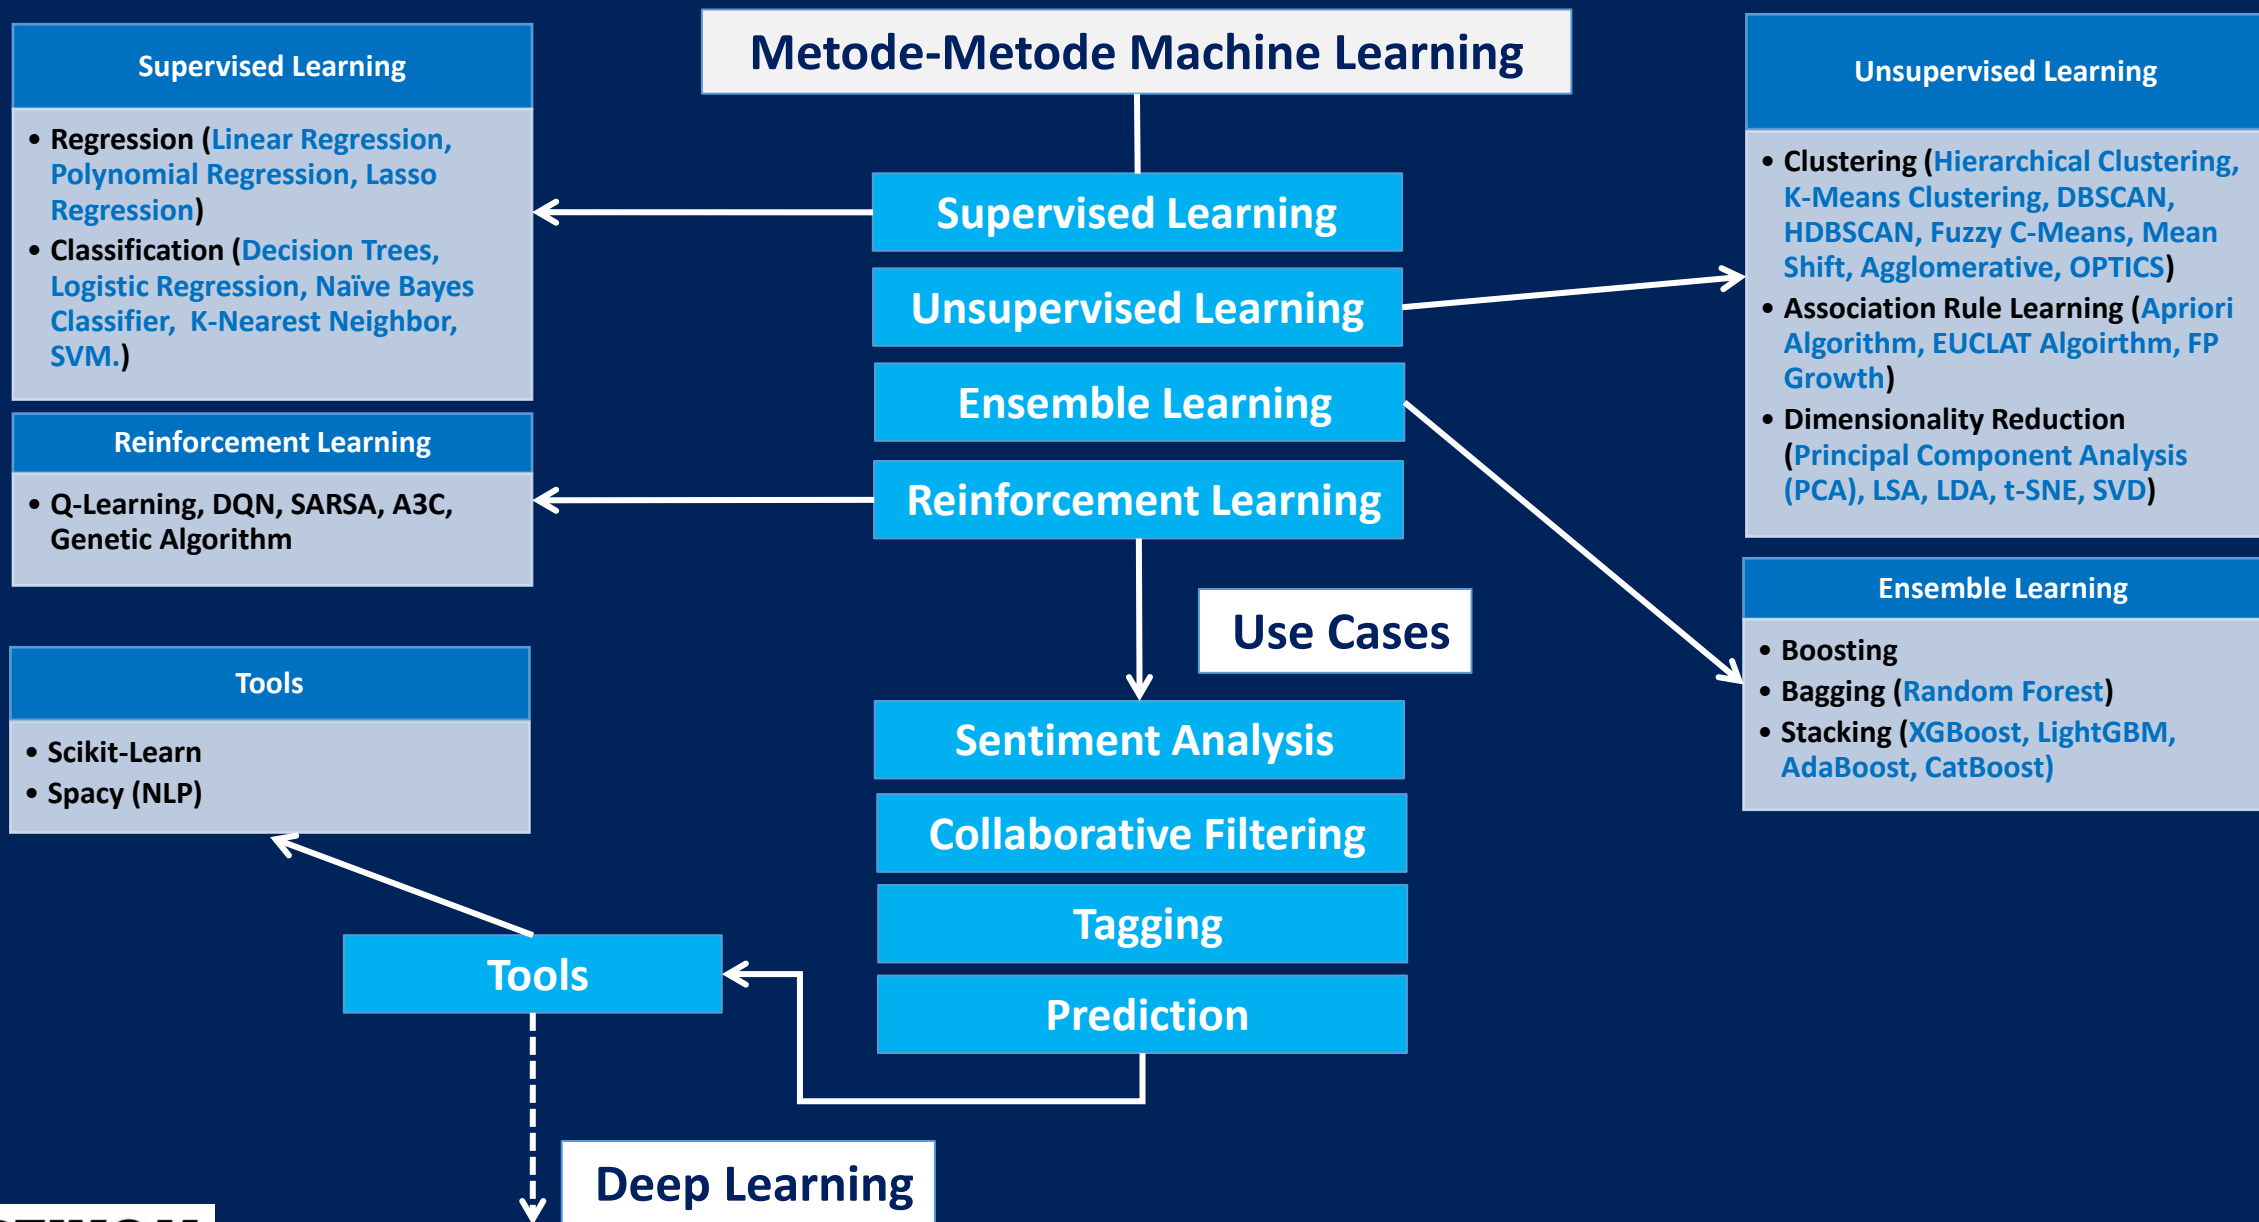 Metode-Metode Machine Learning
Supervised Learning
• Regression (Linear Regression,
Polynomial Regression, Lasso
Regression)
• Classification (Decision Trees,
Logistic Regression, Naïve Bayes
Classifier, K-Nearest Neighbor,
SVM.)
Reinforcement Learning
• Q-Learning, DQN, SARSA, A3C,
Genetic Algorithm
Tools
• Scikit-Learn
• Spacy (NLP)
Supervised Learning
Unsupervised Learning
Ensemble Learning
Reinforcement Learning
Use Cases
Sentiment Analysis
Collaborative Filtering
Tagging
Prediction
Tools
Deep Learning
Unsupervised Learning
• Clustering (Hierarchical Clustering,
K-Means Clustering, DBSCAN,
HDBSCAN, Fuzzy C-Means, Mean
Shift, Agglomerative, OPTICS)
• Association Rule Learning (Apriori
Algorithm, EUCLAT Algoirthm, FP
Growth)
• Dimensionality Reduction
(Principal Component Analysis
(PCA), LSA, LDA, t-SNE, SVD)
Ensemble Learning
• Boosting
• Bagging (Random Forest)
• Stacking (XGBoost, LightGBM,
AdaBoost, CatBoost)